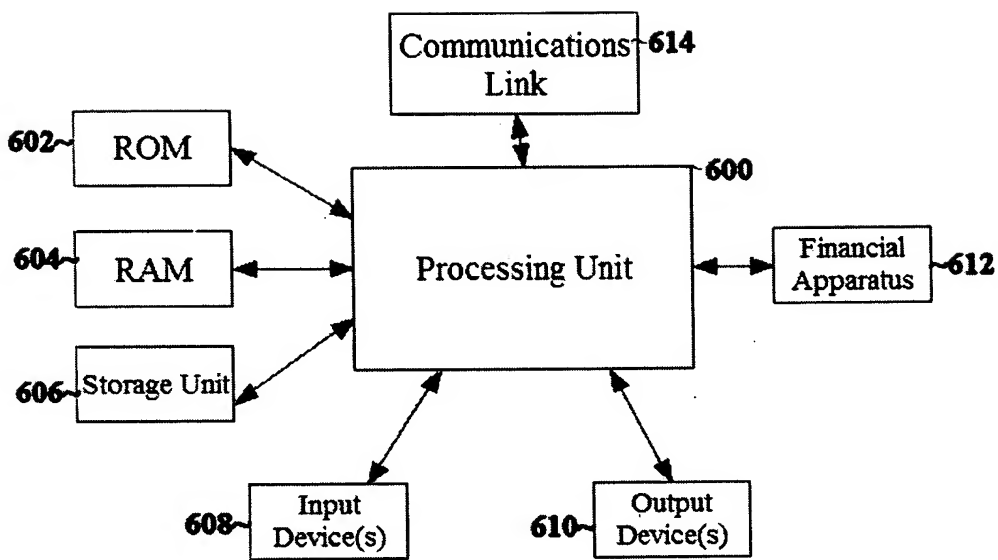 Communications
Link
614
602
ROM
600
604
RAM
Processing Unit
Financial
Apparatus
612
606
Storage Unit
608
Input
Device(s)
610
Output
Device(s)